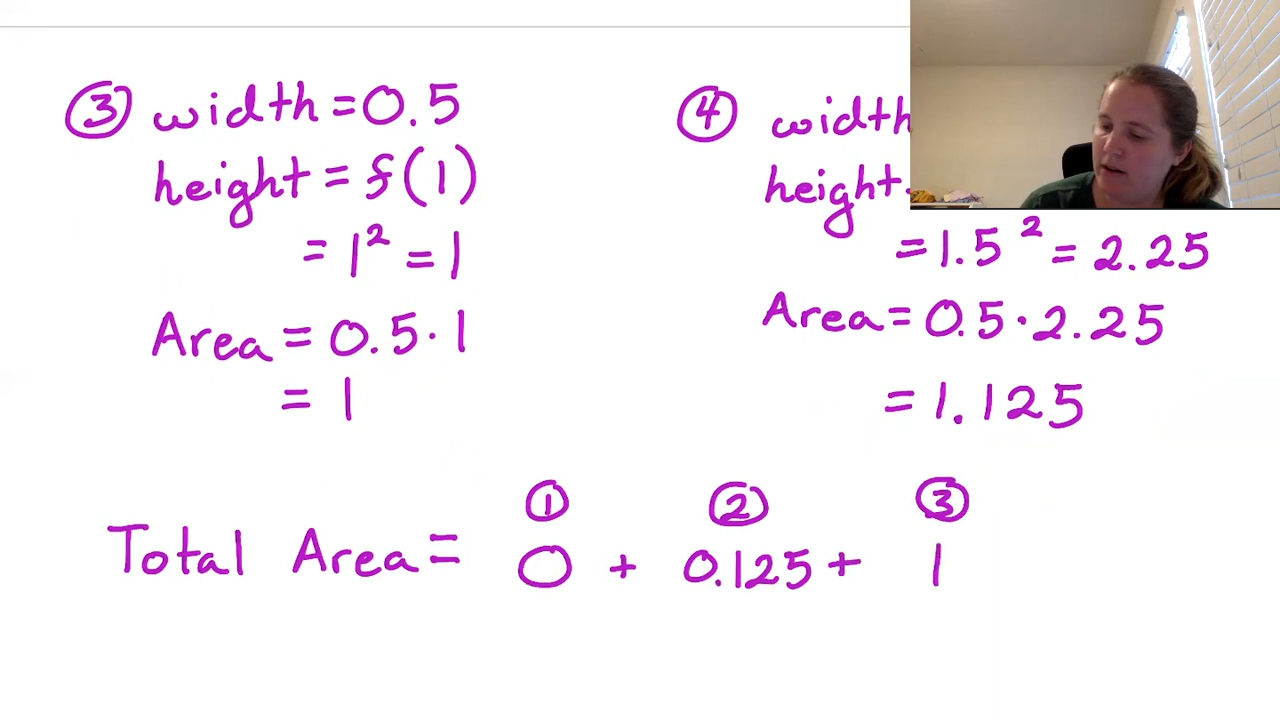 ③ width = 0.5
height = f(1)
= 1² = 1
Area = 0.5 · 1
= 1
④ width
height
= 1.5² = 2.25
Area = 0.5 · 2.25
= 1.125
① ② ③
Total Area = 0 + 0.125 + 1